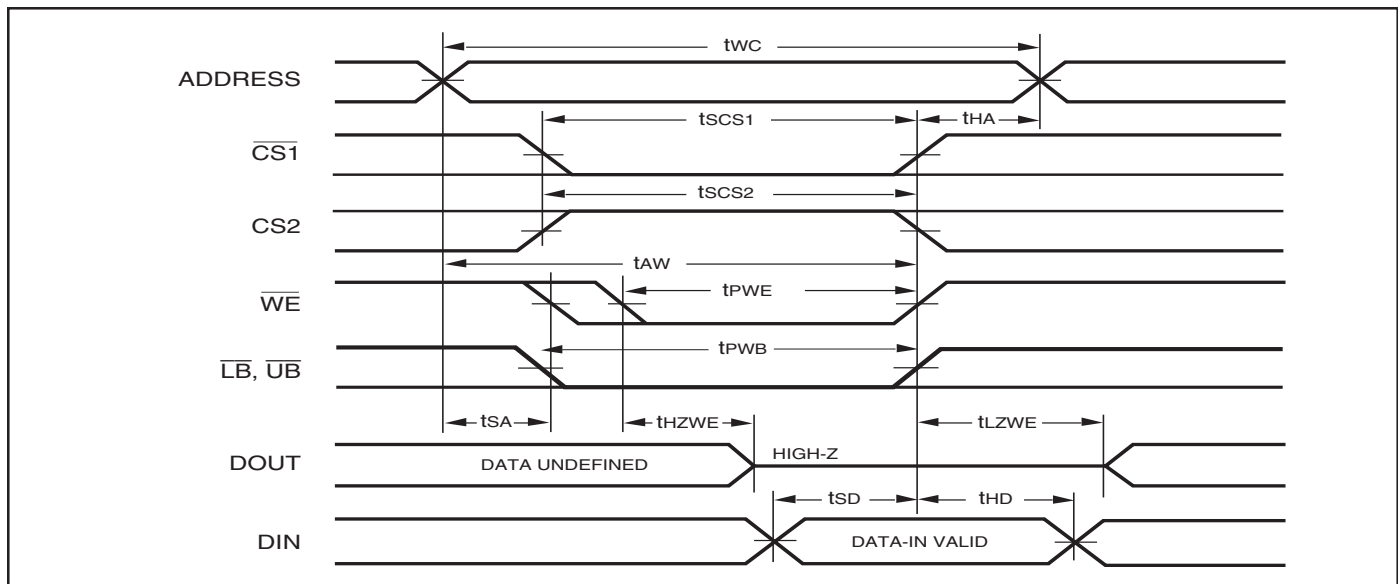 tWC
ADDRESS
tSCS1
tHA
CS1
tSCS2
CS2
tAW
WE
tPWE
tPWB
LB, UB
tSA
tHZWE
tLZWE
DOUT
DATA UNDEFINED
HIGH-Z
tSD
tHD
DIN
DATA-IN VALID